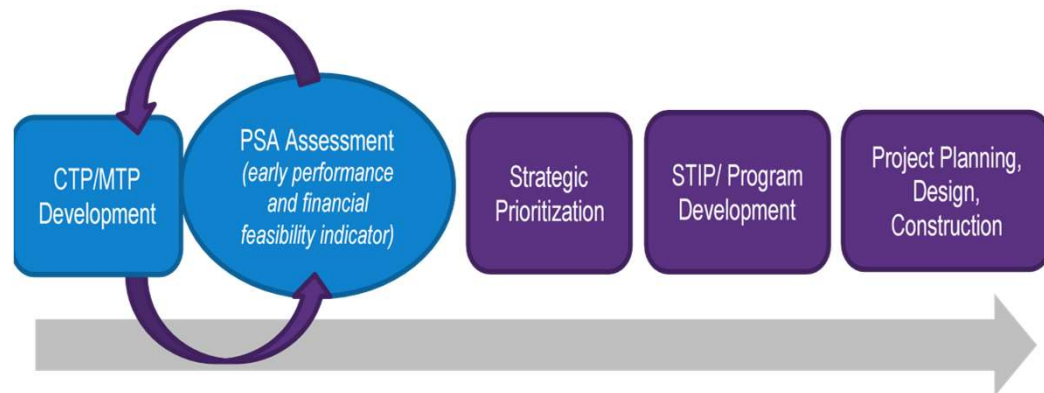 CTP/MTP
Development
PSA Assessment
(early performance
and financial
feasibility indicator)
Strategic
Prioritization
STIP/ Program
Development
Project Planning,
Design,
Construction